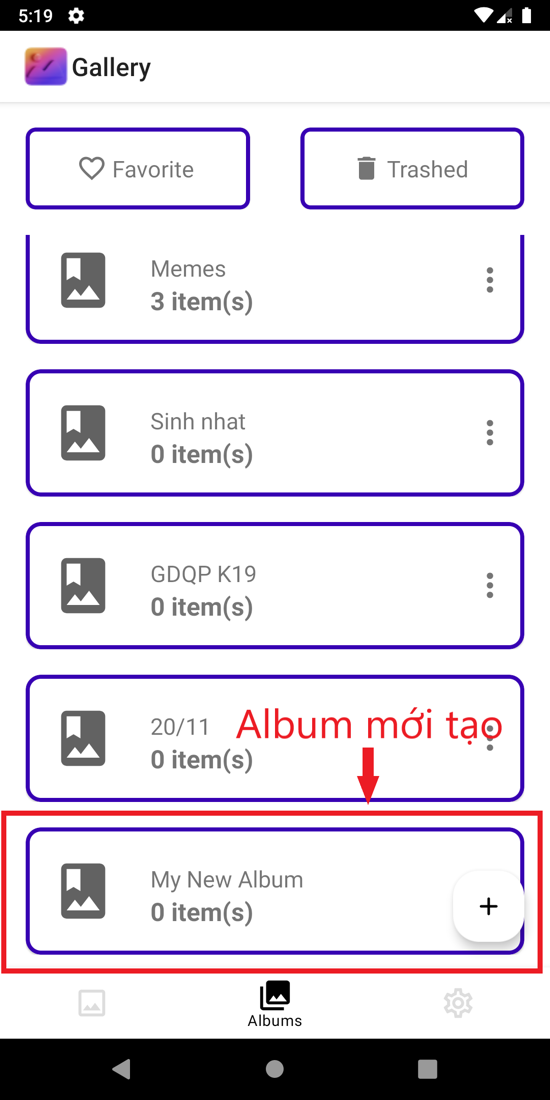 5:19
Gallery
Favorite
Trashed
Memes
3 item(s)
Sinh nhat
0 item(s)
GDQP K19
0 item(s)
20/11
Album mới tạo
0 item(s)
My New Album
0 item(s)
Albums